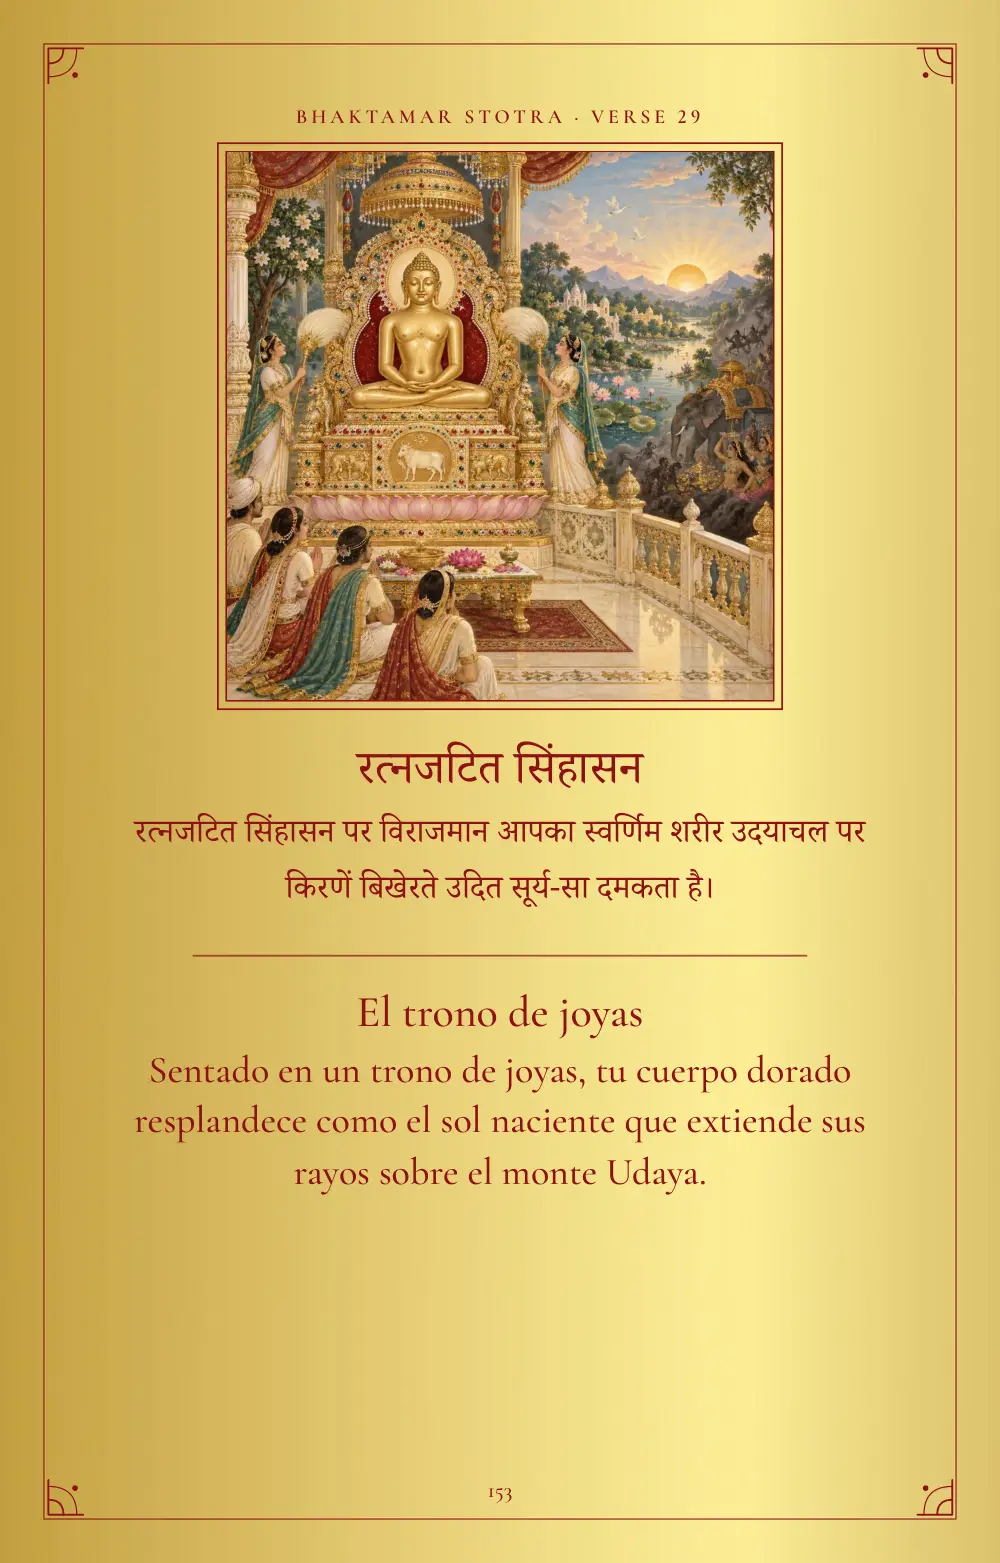 BHAKTAMAR STOTRA · VERSE 29
रत्नजटित सिंहासन
रत्नजटित सिंहासन पर विराजमान आपका स्वर्णिम शरीर उदयाचल पर
किरणें बिखेरते उदित सूर्य-सा दमकता है।
El trono de joyas
Sentado en un trono de joyas, tu cuerpo dorado
resplandece como el sol naciente que extiende sus
rayos sobre el monte Udaya.
153